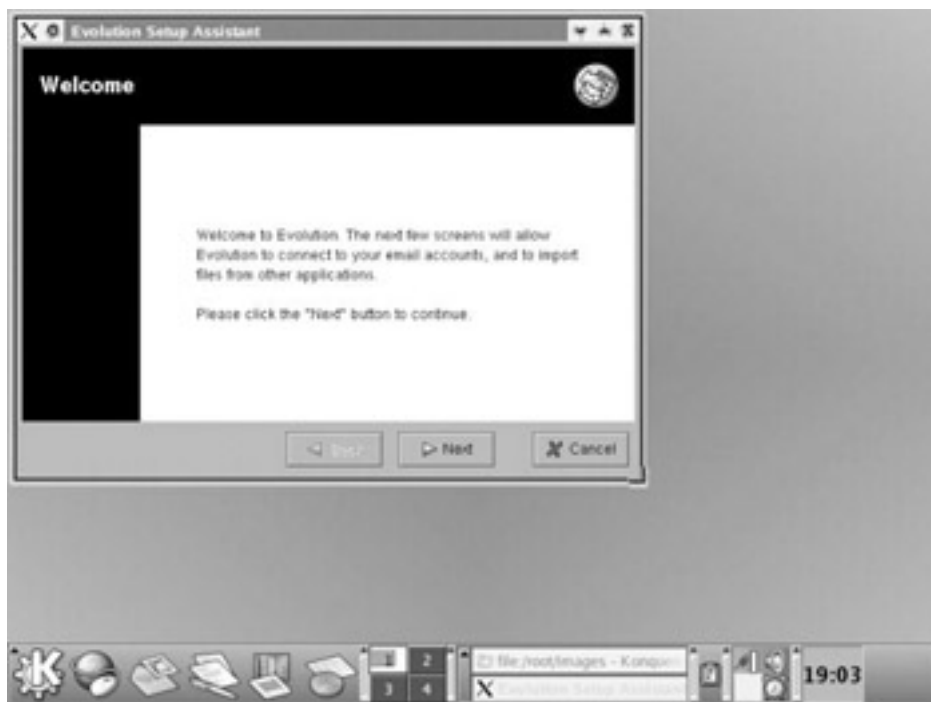 Evolution Setup Assistant
Welcome
Welcome to Evolution. The next few screens will allow
Evolution to connect to your email accounts, and to import
files from other applications.
Please click the "Next" button to continue.
Back
Next
Cancel
1
2
3
4
file:/root/images - Konquer
Evolution Setup Assistant
19:03